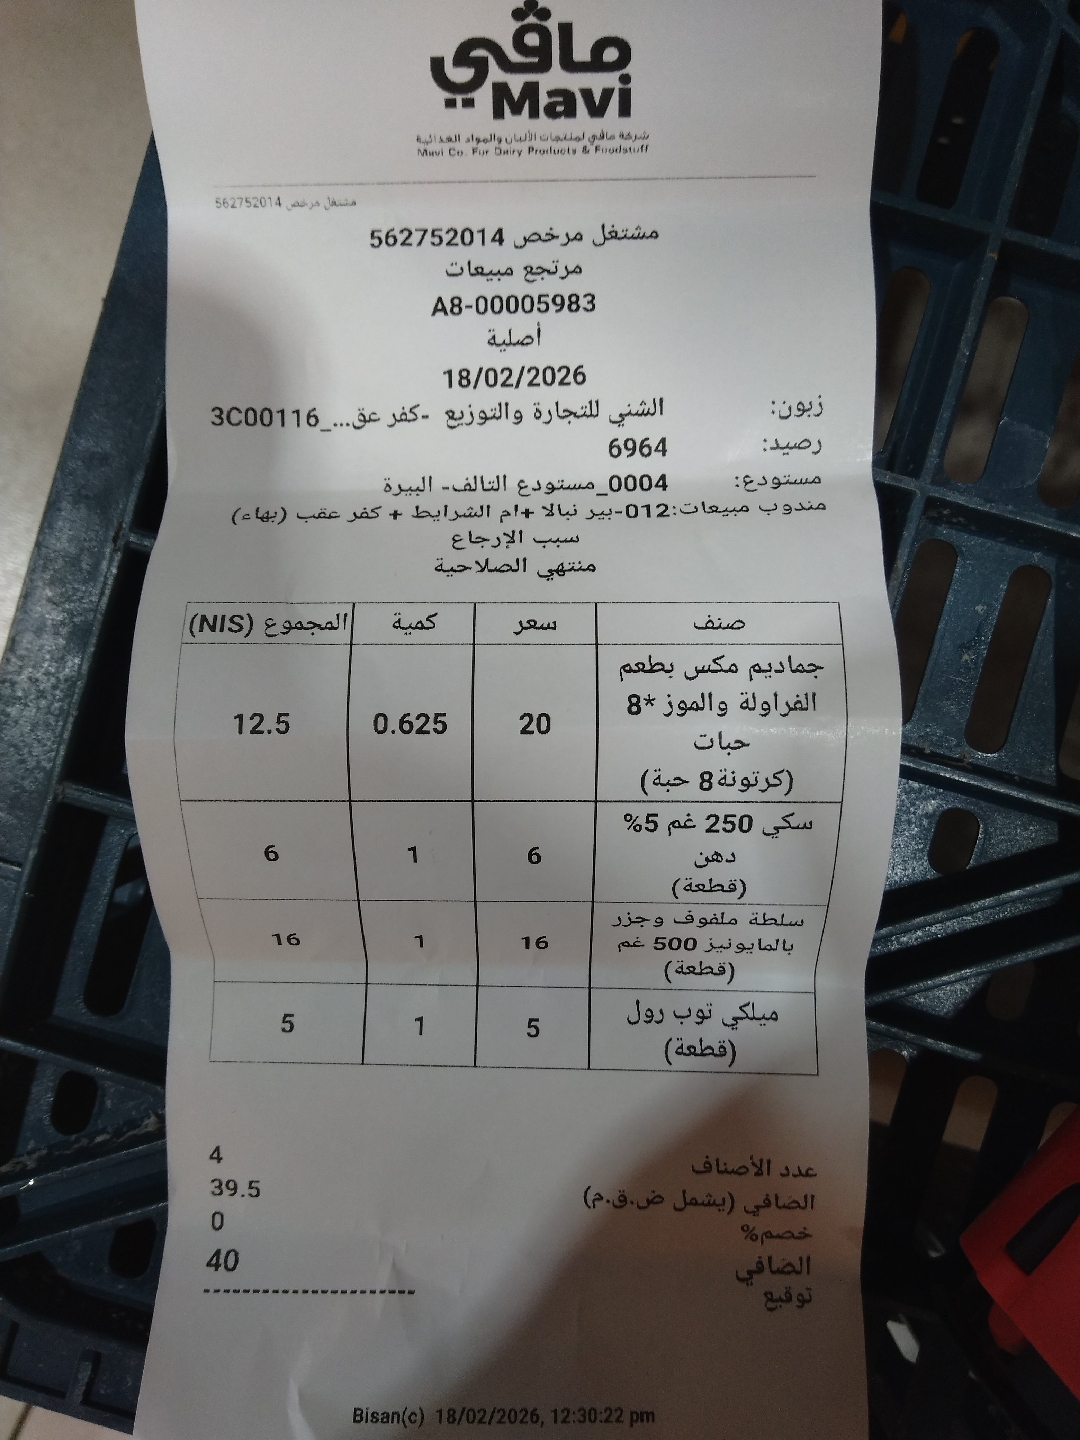 ماڤي
Mavi
شركة ماڤي لمنتجات الألبان والمواد الغذائية
Mavi Co. For Dairy Products & Foodstuff
مشتغل مرخص 562752014
مشتغل مرخص 562752014
مرتجع مبيعات
A8-00005983
أصلية
18/02/2026
زبون: الشني للتجارة والتوزيع -كفر عق..._3C00116
رصيد: 6964
مستودع: 0004_مستودع التالف- البيرة
مندوب مبيعات:012-بير نبالا +ام الشرايط + كفر عقب (بهاء)
سبب الإرجاع
منتهي الصلاحية
صنف سعر كمية المجموع (NIS)
جماديم مكس بطعم
الفراولة والموز *8
حبات
(كرتونة8 حبة) 20 0.625 12.5
سكي 250 غم 5%
دهن
(قطعة) 6 1 6
سلطة ملفوف وجزر
بالمايونيز 500 غم
(قطعة) 16 1 16
ميلكي توب رول
(قطعة) 5 1 5
عدد الأصناف 4
الصافي (يشمل ض.ق.م) 39.5
خصم% 0
الصافي 40
توقيع
Bisan(c) 18/02/2026, 12:30:22 pm